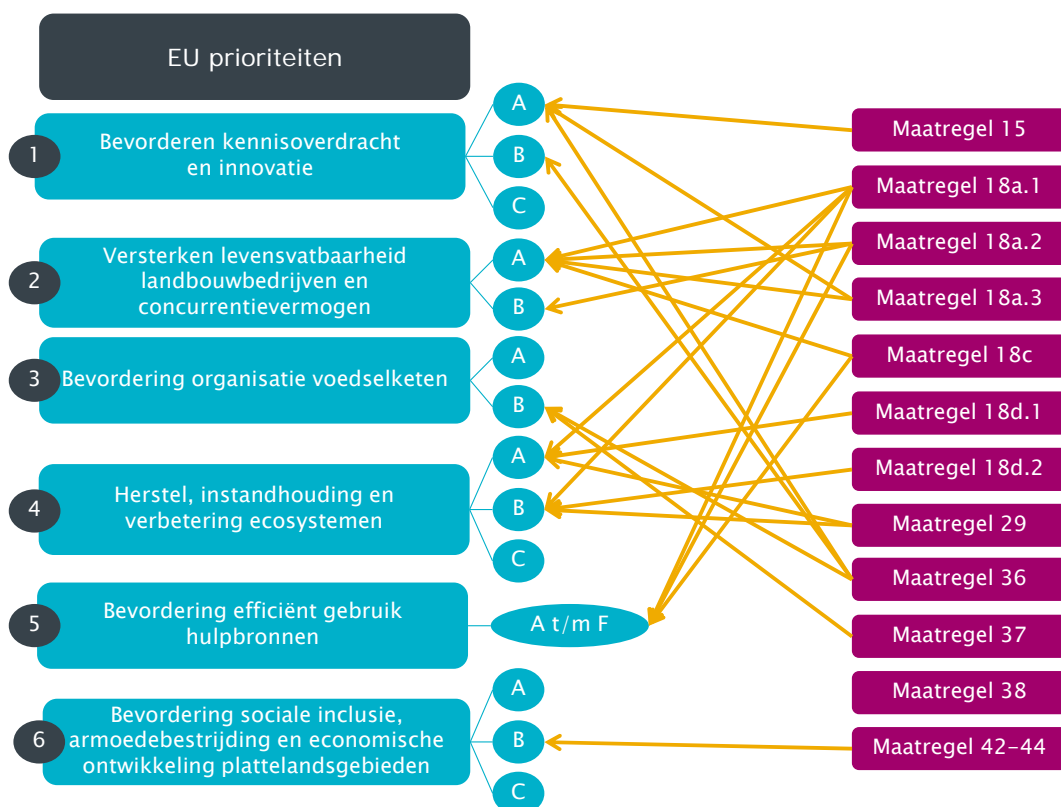 EU prioriteiten
1
Bevorderen kennisoverdracht
en innovatie
A
B
C
2
Versterken levensvatbaarheid
landbouwbedrijven en
concurrentievermogen
A
B
3
Bevordering organisatie voedselketen
A
B
4
Herstel, instandhouding en
verbetering ecosystemen
A
B
C
5
Bevordering efficiënt gebruik
hulpbronnen
A t/m F
6
Bevordering sociale inclusie,
armoedebestrijding en economische
ontwikkeling plattelandsgebieden
A
B
C
Maatregel 15
Maatregel 18a.1
Maatregel 18a.2
Maatregel 18a.3
Maatregel 18c
Maatregel 18d.1
Maatregel 18d.2
Maatregel 29
Maatregel 36
Maatregel 37
Maatregel 38
Maatregel 42–44